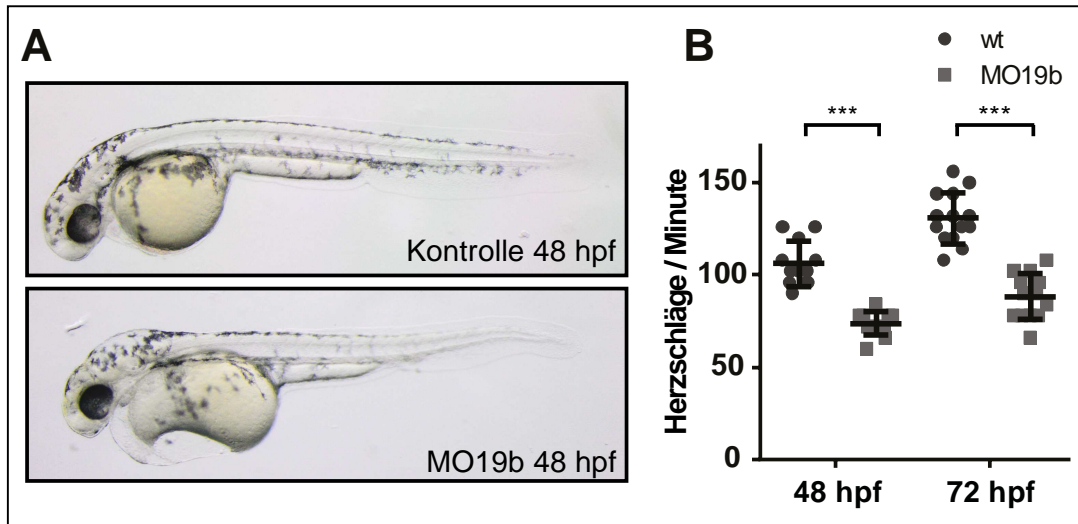 A
Kontrolle 48 hpf
MO19b 48 hpf
B
wt
MO19b
***
***
Herzschläge / Minute
150
100
50
0
48 hpf
72 hpf